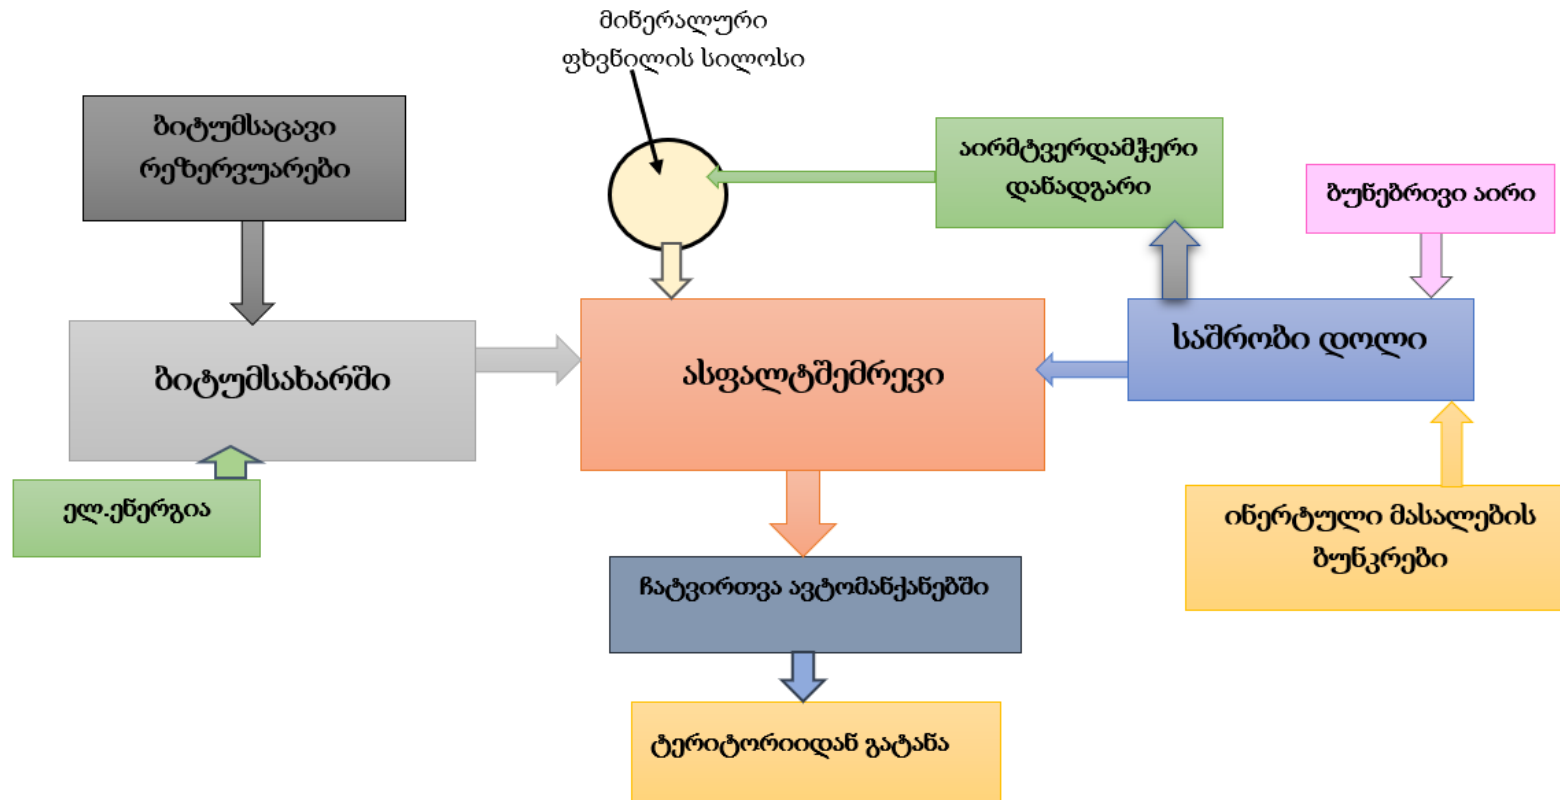 მინერალური
ფხვნილის სილოსი
ბიტუმსაცავი
რეზერვუარები
აირმტვერდამჭერი
დანადგარი
ბუნებრივი აირი
ბიტუმსახარში
ასფალტშემრევი
საშრობი დოლი
ელ.ენერგია
ინერტული მასალების
ბუნკრები
ჩატვირთვა ავტომანქანებში
ტერიტორიიდან გატანა